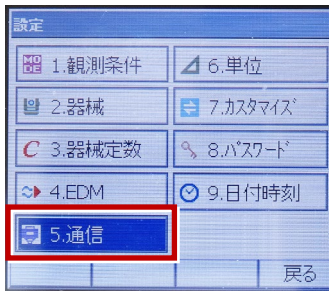 設定
MODE 1.観測条件
2.器械
C 3.器械定数
4.EDM
5.通信
6.単位
7.カスタマイズ
8.パスワード
9.日付時刻
戻る